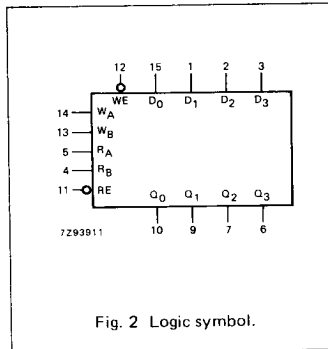 12 15 1 2 3
WE D0 D1 D2 D3
14 WA
13 WB
5 RA
4 RB
11 RE
Q0 Q1 Q2 Q3
7Z93911
10 9 7 6
Fig. 2 Logic symbol.